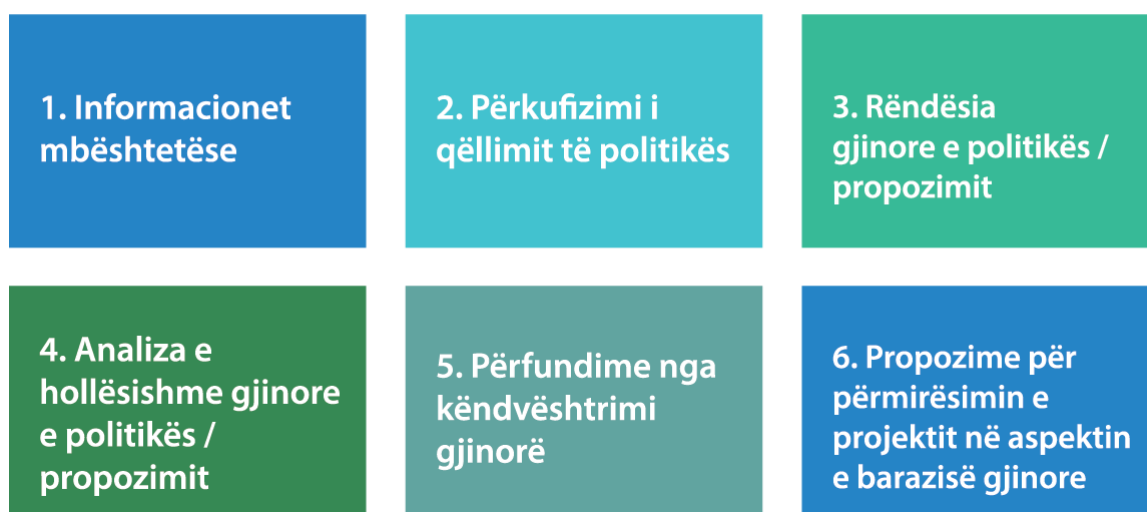 1. Informacionet
mbështetëse
2. Përkufizimi i
qëllimit të politikës
3. Rëndësia
gjinore e politikës /
propozimit
4. Analiza e
hollësishme gjinore
e politikës /
propozimit
5. Përfundime nga
këndvështrimi
gjinorë
6. Propozime për
përmirësimin e
projektit në aspektin
e barazisë gjinore